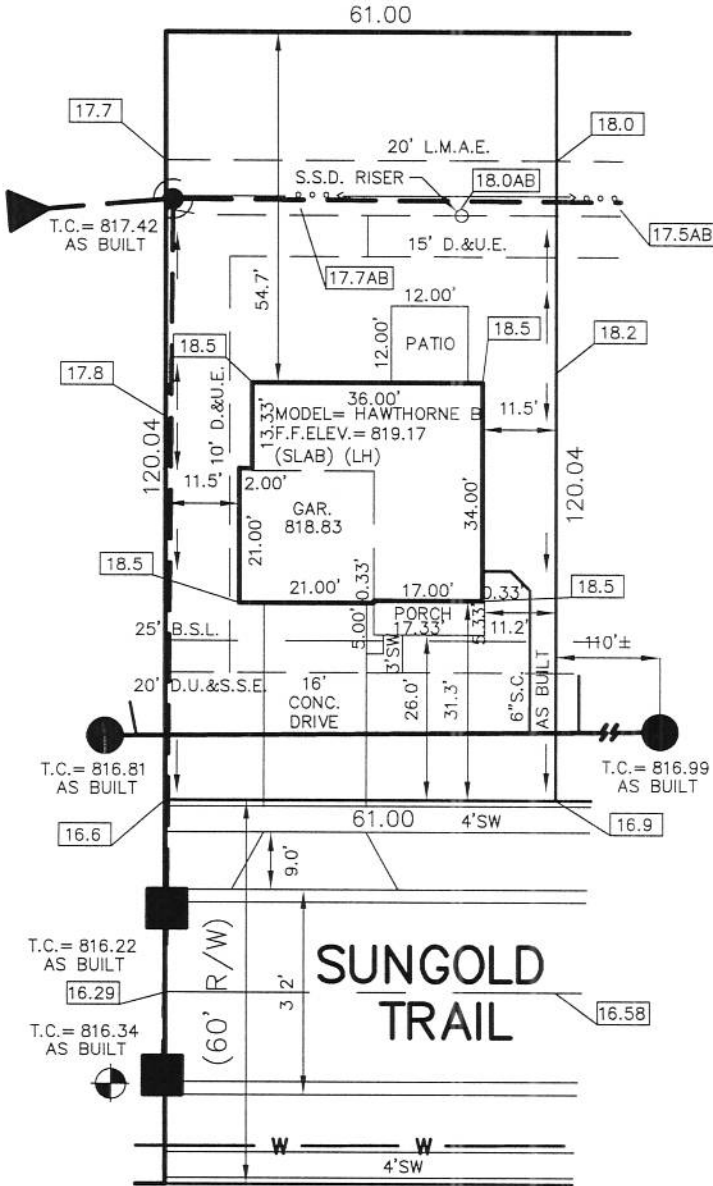 61.00
17.7
18.0
20' L.M.A.E.
S.S.D. RISER
18.0AB
T.C.= 817.42
AS BUILT
17.5AB
15' D.&U.E.
17.7AB
54.7'
12.00'
12.00'
PATIO
18.5
18.5
18.2
17.8
36.00'
13.33'
MODEL= HAWTHORNE B
F.F.ELEV.= 819.17
(SLAB) (LH)
11.5'
10' D.&U.E.
120.04
120.04
11.5'
2.00'
GAR.
818.83
34.00'
21.00'
18.5
21.00'
0.33'
17.00'
0.33'
18.5
PORCH
17.33'
5.00'
5.33'
11.2'
25' B.S.L.
3'SW
110'±
20' D.U.&S.S.E.
16'
CONC.
DRIVE
26.0'
31.3'
6"S.C.
AS BUILT
T.C.= 816.81
AS BUILT
T.C.= 816.99
AS BUILT
61.00
4'SW
16.6
16.9
9.0'
T.C.= 816.22
AS BUILT
(60' R/W)
32'
SUNGOLD
TRAIL
16.29
16.58
T.C.= 816.34
AS BUILT
W
W
4'SW